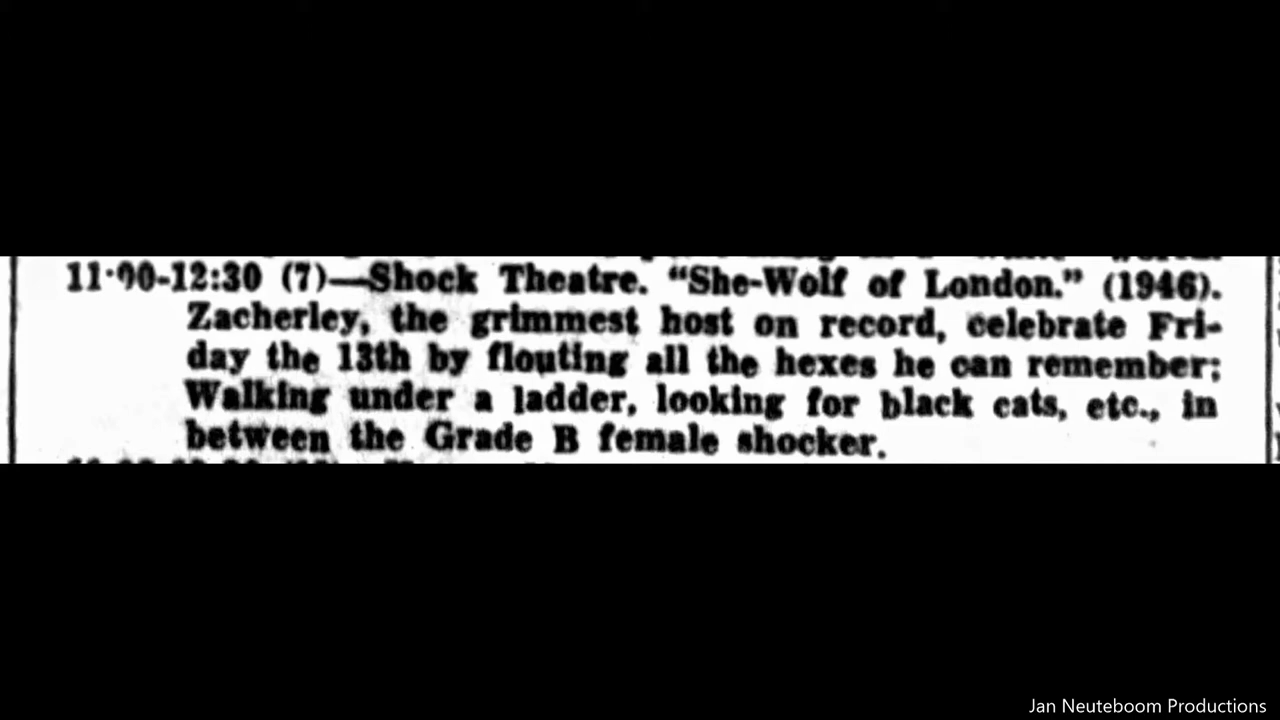 11:00-12:30 (7)—Shock Theatre. "She-Wolf of London." (1946).
Zacherley, the grimmest host on record, celebrate Fri-
day the 13th by flouting all the hexes he can remember;
Walking under a ladder, looking for black cats, etc., in
between the Grade B female shocker.
Jan Neuteboom Productions